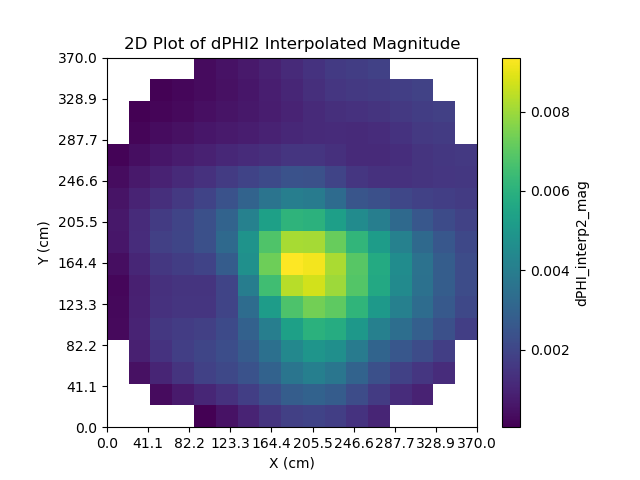 2D Plot of dPHI2 Interpolated Magnitude
370.0
328.9
287.7
246.6
205.5
164.4
123.3
82.2
41.1
0.0
Y (cm)
0.0 41.1 82.2 123.3 164.4 205.5 246.6 287.7 328.9 370.0
X (cm)
0.008
0.006
0.004
0.002
dPHI_interp2_mag